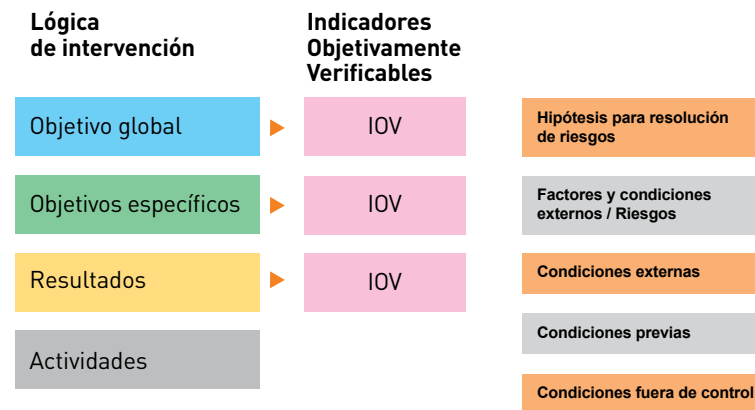 Lógica
de intervención
Indicadores
Objetivamente
Verificables
Objetivo global
IOV
Hipótesis para resolución
de riesgos
Objetivos específicos
IOV
Factores y condiciones
externos / Riesgos
Resultados
IOV
Condiciones externas
Actividades
Condiciones previas
Condiciones fuera de control